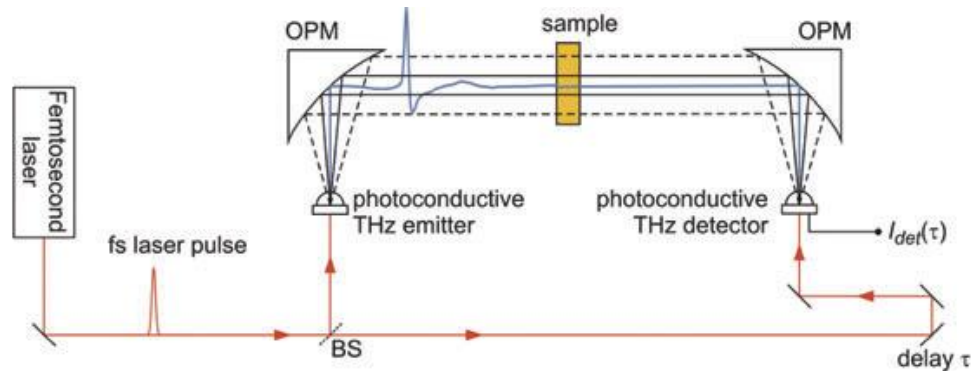 OPM
sample
OPM
Femtosecond
laser
photoconductive
THz emitter
photoconductive
THz detector
I_det(τ)
fs laser pulse
BS
delay τ